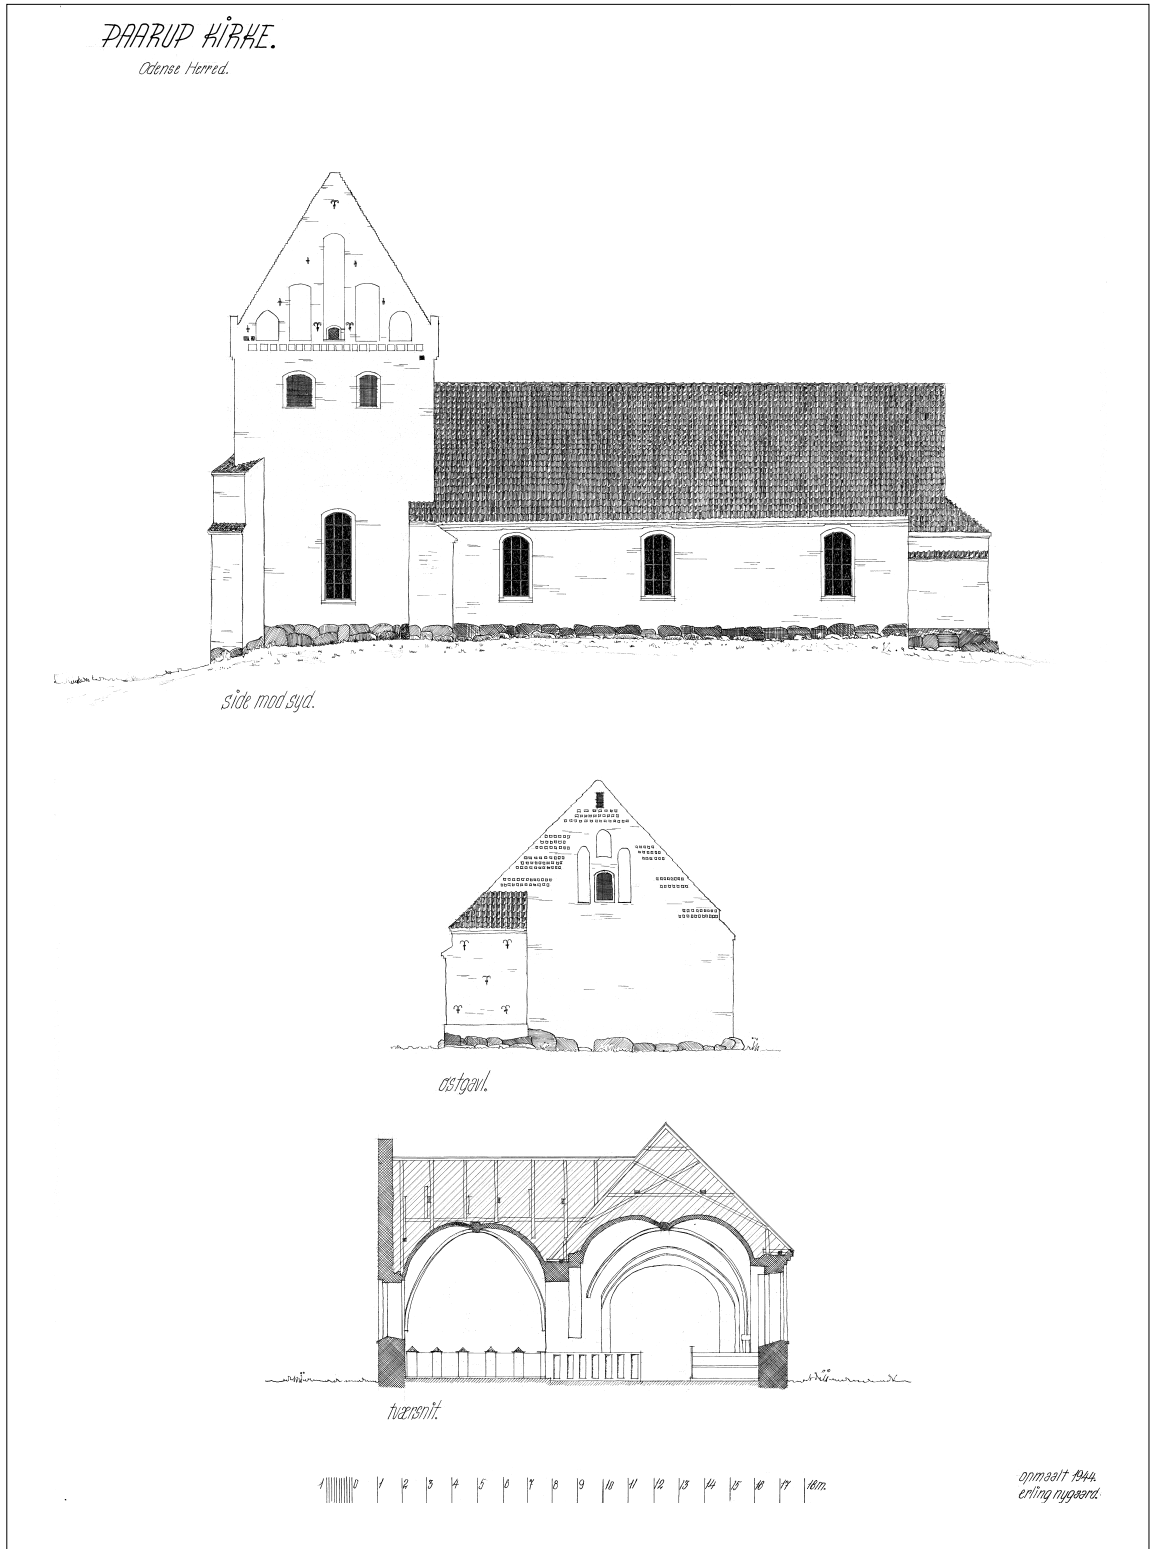 PAARUP KIRKE.
Odense Herred.
side mod syd.
østgavl.
tværsnit.
1 0 1 2 3 4 5 6 7 8 9 10 11 12 13 14 15 16 17 18 m.
opmaalt 1944.
erling nygaard.